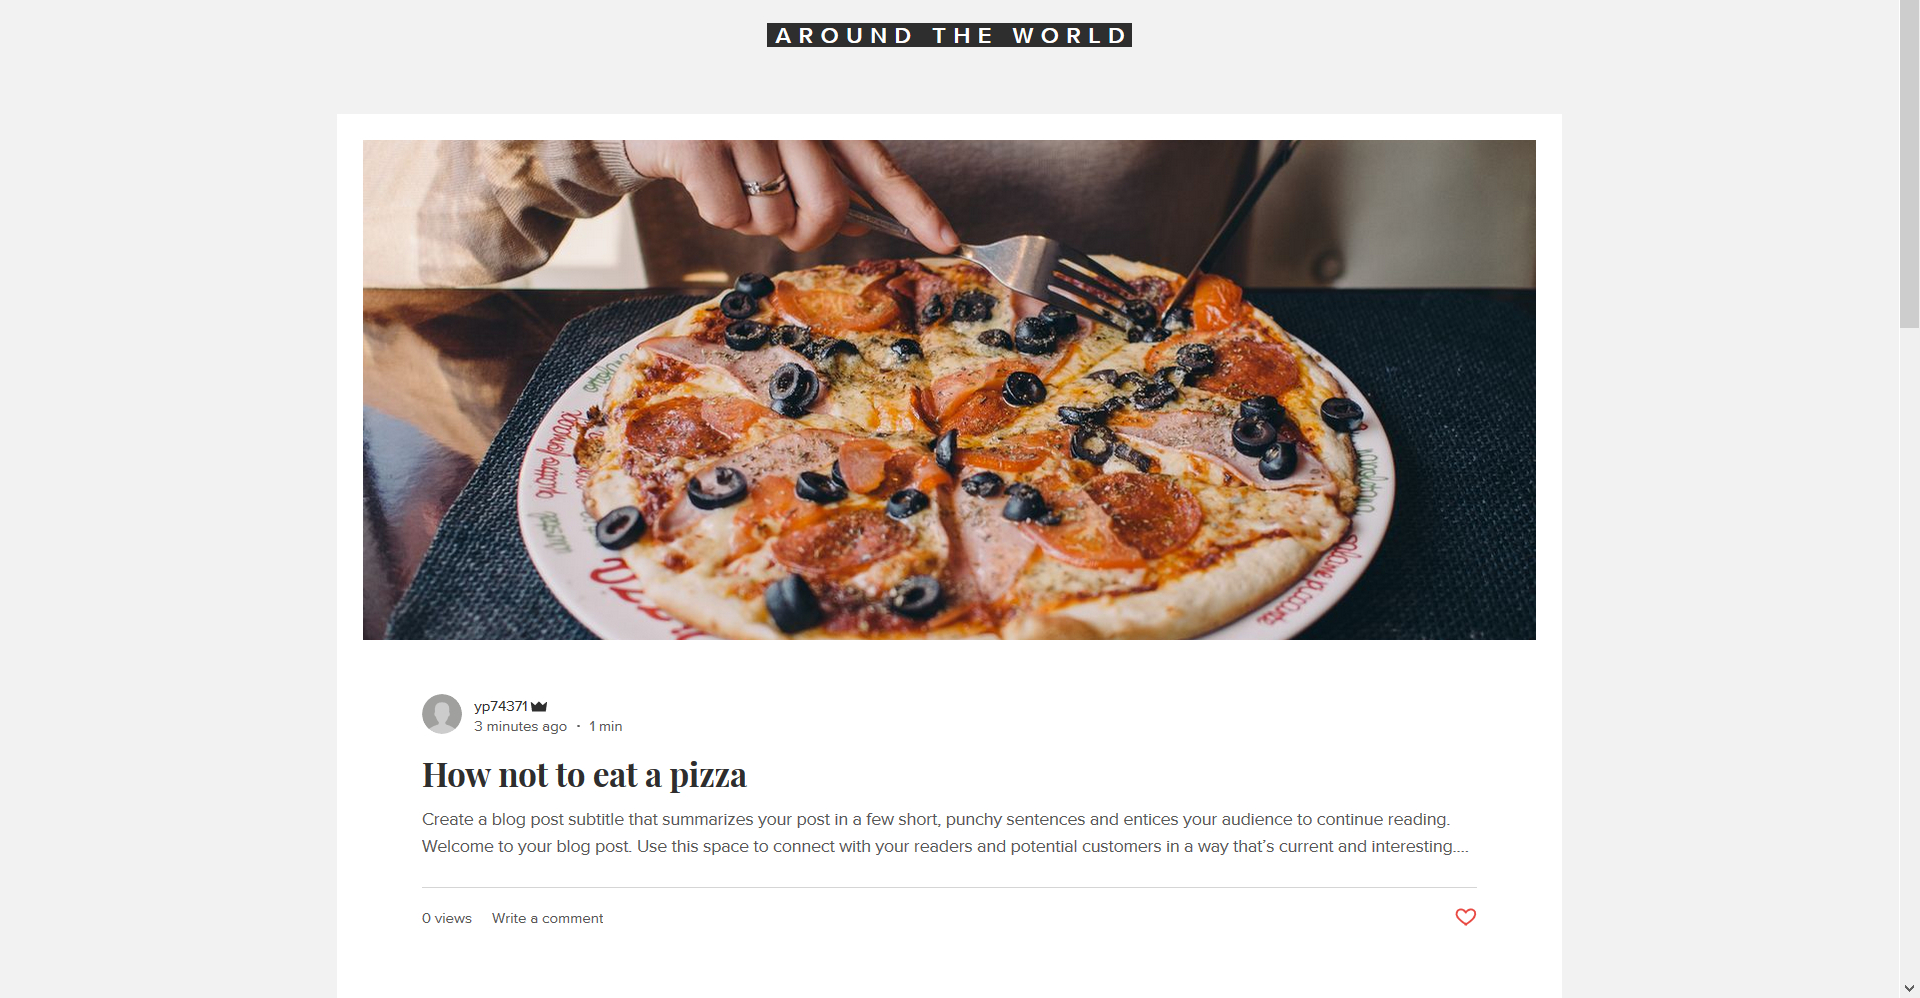 AROUND THE WORLD
quattro formaggi
yp74371
3 minutes ago · 1 min
How not to eat a pizza
Create a blog post subtitle that summarizes your post in a few short, punchy sentences and entices your audience to continue reading.
Welcome to your blog post. Use this space to connect with your readers and potential customers in a way that’s current and interesting....
0 views Write a comment